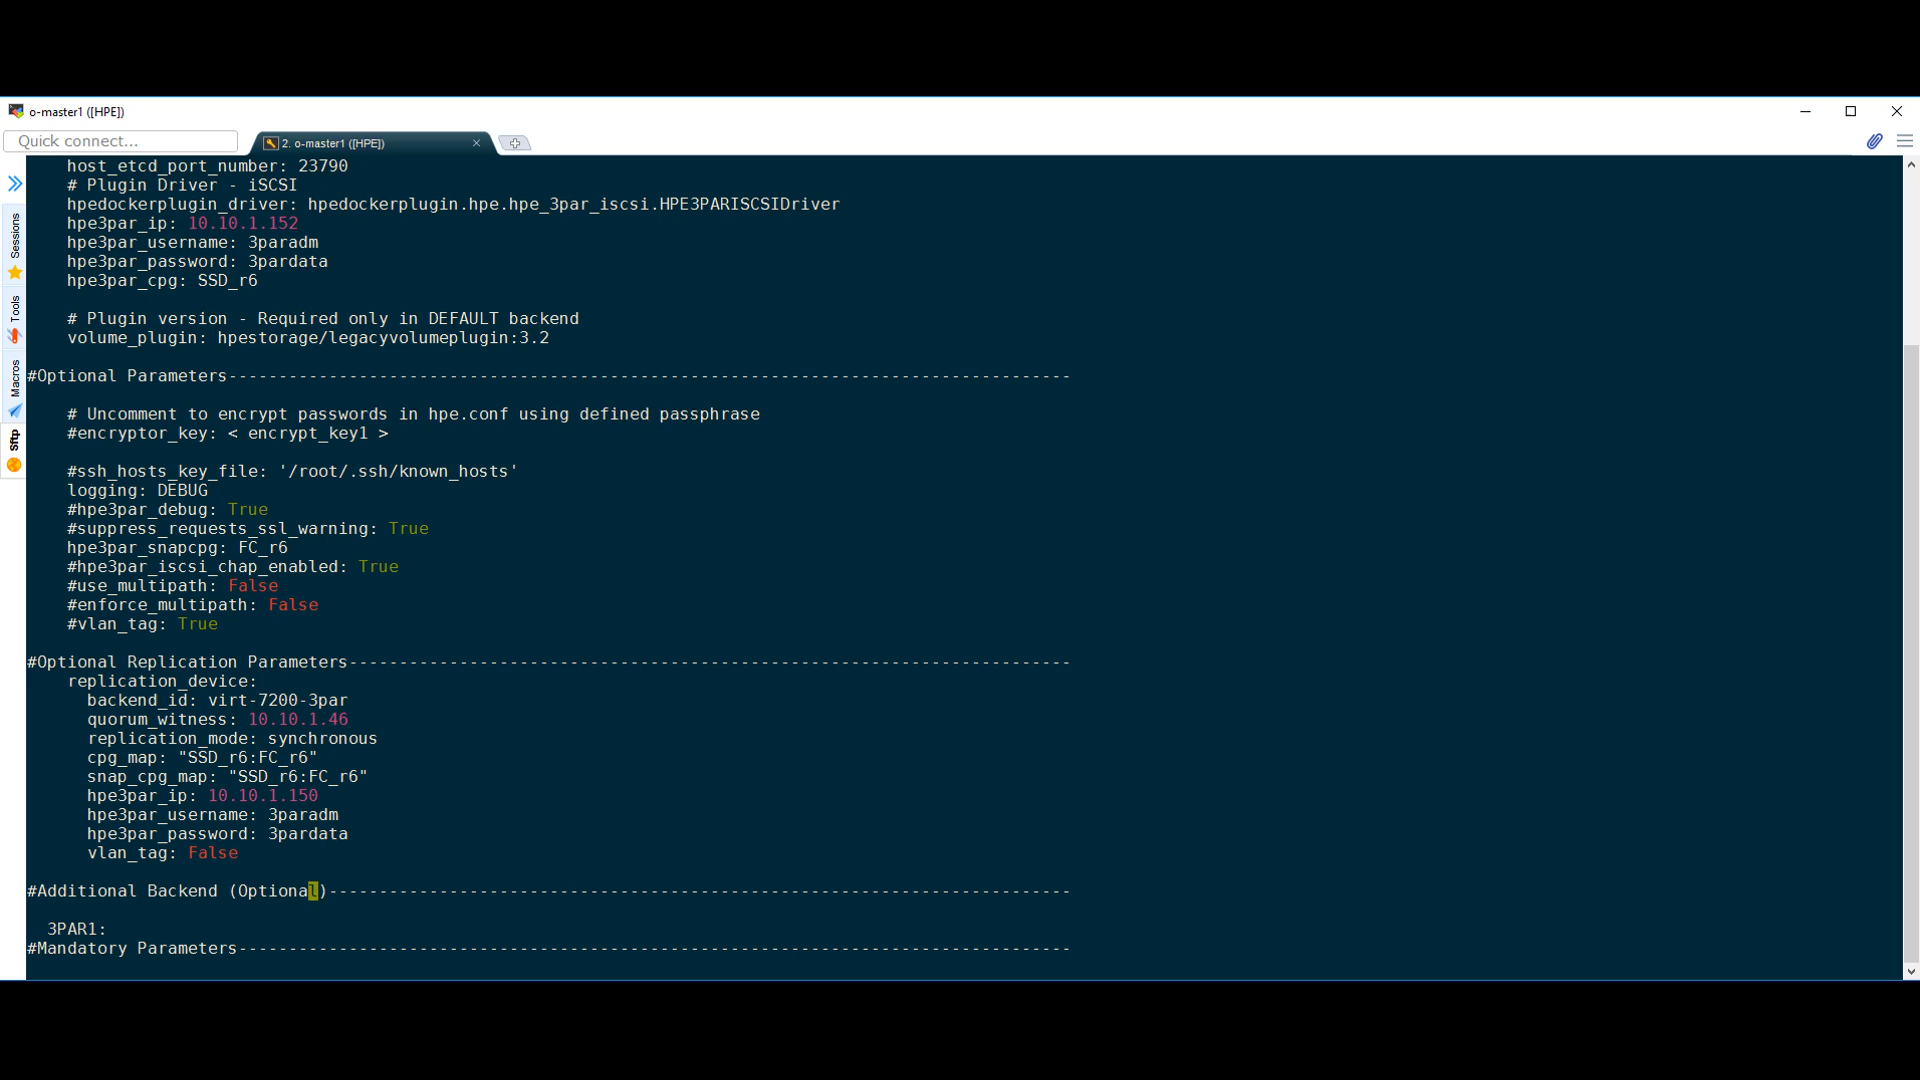 o-master1 ([HPE])
Quick connect...
2. o-master1 ([HPE])
Sessions
Tools
Macros
Sftp
    host_etcd_port_number: 23790
    # Plugin Driver - iSCSI
    hpedockerplugin_driver: hpedockerplugin.hpe.hpe_3par_iscsi.HPE3PARISCSIDriver
    hpe3par_ip: 10.10.1.152
    hpe3par_username: 3paradm
    hpe3par_password: 3pardata
    hpe3par_cpg: SSD_r6
    # Plugin version - Required only in DEFAULT backend
    volume_plugin: hpestorage/legacyvolumeplugin:3.2
#Optional Parameters------------------------------------------------------------------------------------
    # Uncomment to encrypt passwords in hpe.conf using defined passphrase
    #encryptor_key: < encrypt_key1 >
    #ssh_hosts_key_file: '/root/.ssh/known_hosts'
    logging: DEBUG
    #hpe3par_debug: True
    #suppress_requests_ssl_warning: True
    hpe3par_snapcpg: FC_r6
    #hpe3par_iscsi_chap_enabled: True
    #use_multipath: False
    #enforce_multipath: False
    #vlan_tag: True
#Optional Replication Parameters------------------------------------------------------------------------
    replication_device:
      backend_id: virt-7200-3par
      quorum_witness: 10.10.1.46
      replication_mode: synchronous
      cpg_map: "SSD_r6:FC_r6"
      snap_cpg_map: "SSD_r6:FC_r6"
      hpe3par_ip: 10.10.1.150
      hpe3par_username: 3paradm
      hpe3par_password: 3pardata
      vlan_tag: False
#Additional Backend (Optional)--------------------------------------------------------------------------
  3PAR1:
#Mandatory Parameters-----------------------------------------------------------------------------------